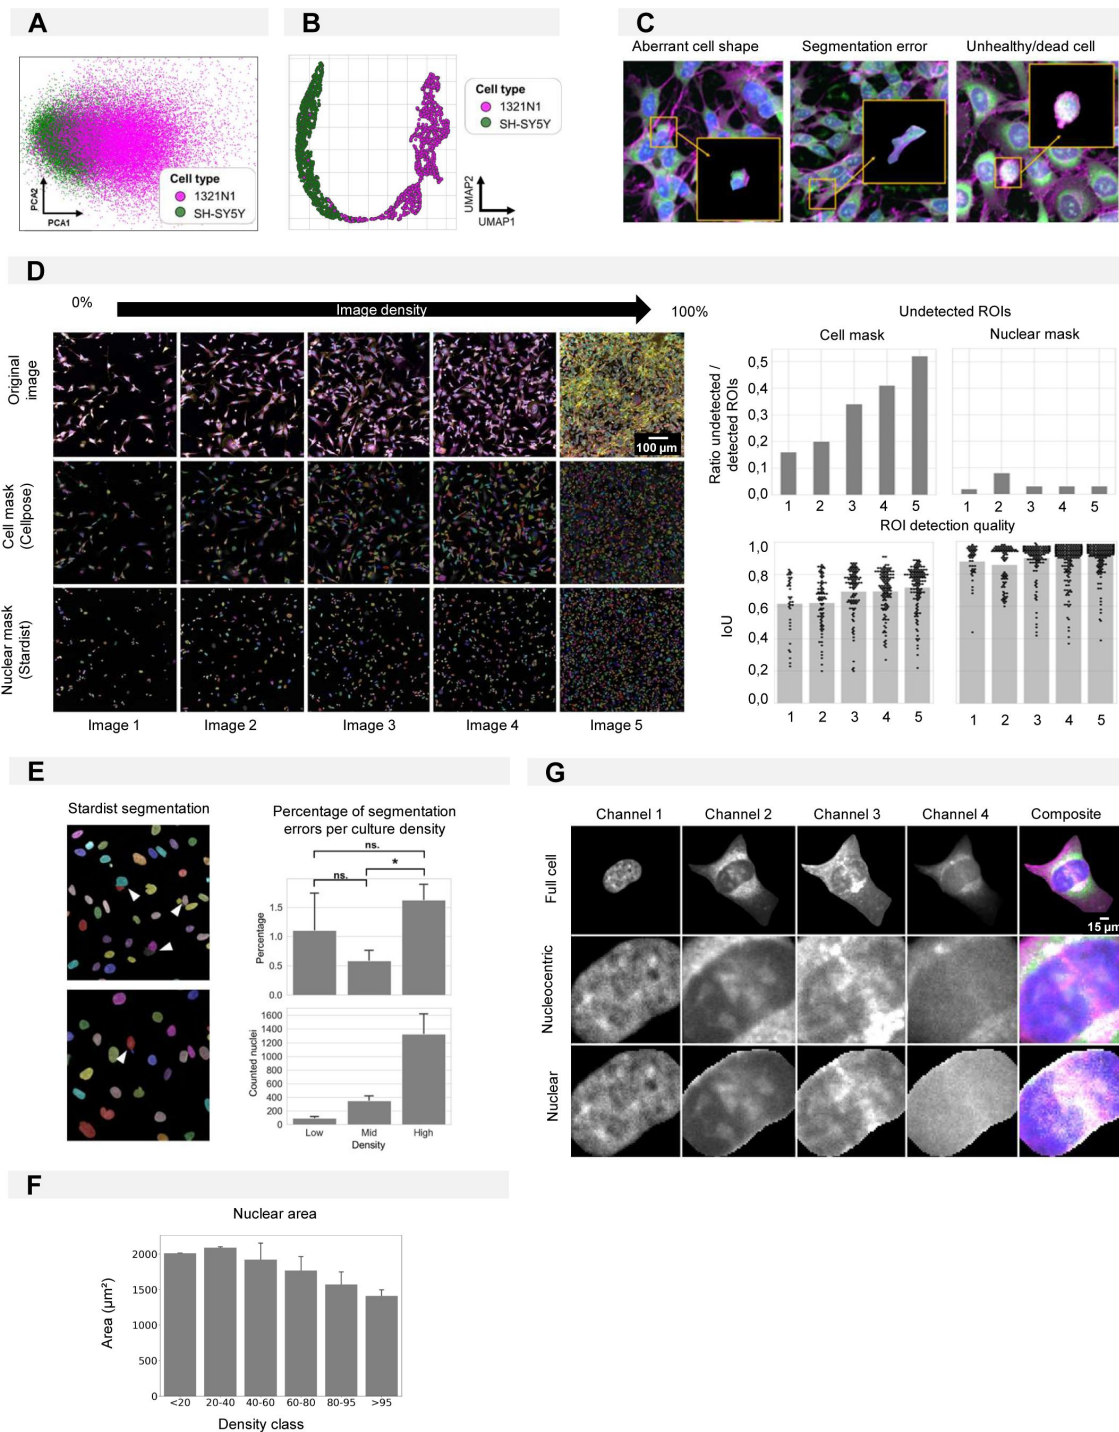 A
PCA2
PCA1
Cell type
1321N1
SH-SY5Y
B
Cell type
1321N1
SH-SY5Y
UMAP2
UMAP1
C
Aberrant cell shape
Segmentation error
Unhealthy/dead cell
D
0%
Image density
100%
Original
image
Cell mask
(Cellpose)
Nuclear mask
(Stardist)
100 µm
Image 1
Image 2
Image 3
Image 4
Image 5
Undetected ROIs
Cell mask
Nuclear mask
Ratio undetected /
detected ROIs
0,5
0,4
0,3
0,2
0,1
0,0
1 2 3 4 5
1 2 3 4 5
ROI detection quality
IoU
1,0
0,8
0,6
0,4
0,2
0,0
1 2 3 4 5
1 2 3 4 5
E
Stardist segmentation
Percentage of segmentation
errors per culture density
ns.
ns.
*
Percentage
1.5
1.0
0.5
0.0
Counted nuclei
1600
1400
1200
1000
800
600
400
200
0
Low Mid High
Density
F
Nuclear area
Area (µm²)
2000
1500
1000
500
0
<20 20-40 40-60 60-80 80-95 >95
Density class
G
Channel 1
Channel 2
Channel 3
Channel 4
Composite
Full cell
15 µm
Nucleocentric
Nuclear